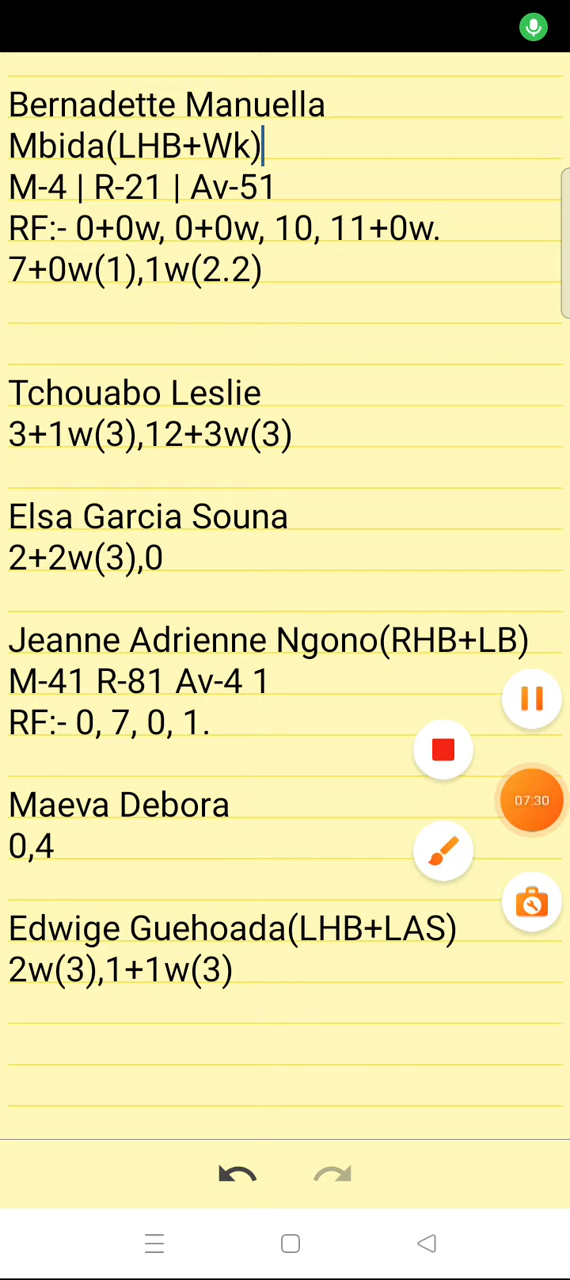 Bernadette Manuella
Mbida(LHB+Wk)
M-4 | R-21 | Av-51
RF:- 0+0w, 0+0w, 10, 11+0w.
7+0w(1),1w(2.2)
Tchouabo Leslie
3+1w(3),12+3w(3)
Elsa Garcia Souna
2+2w(3),0
Jeanne Adrienne Ngono(RHB+LB)
M-41 R-81 Av-4 1
RF:- 0, 7, 0, 1.
Maeva Debora
0,4
07:30
Edwige Guehoada(LHB+LAS)
2w(3),1+1w(3)